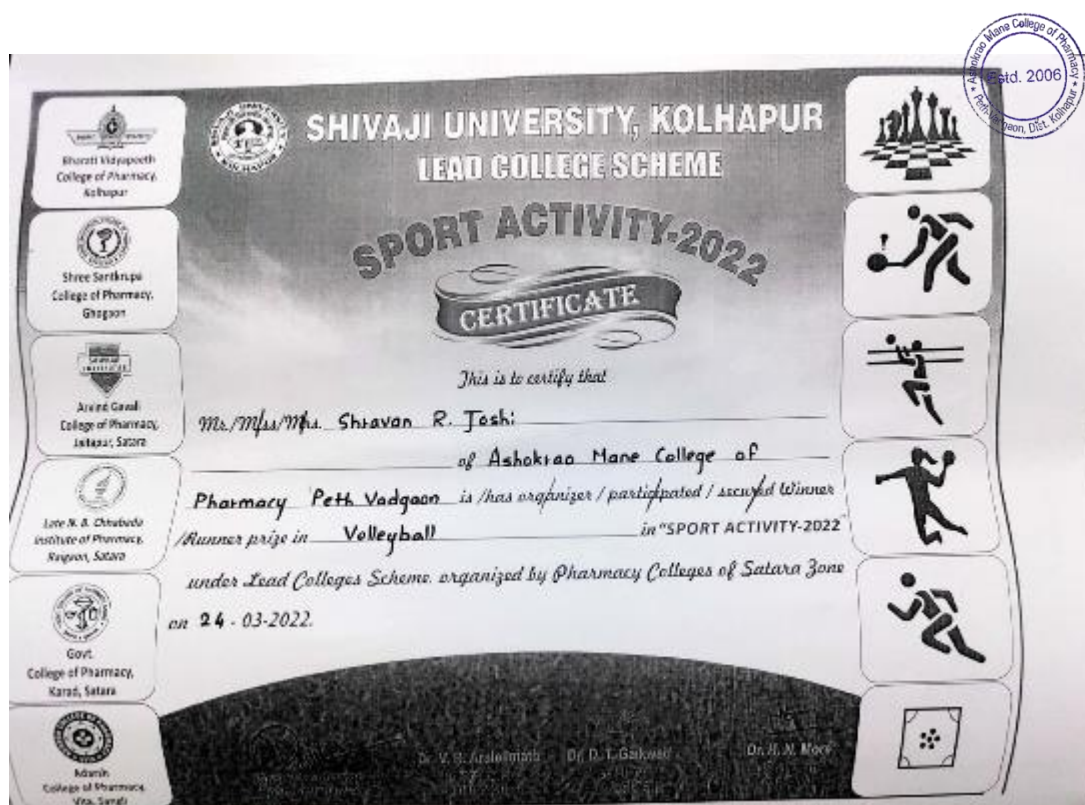 Ashokrao Mane College of Pharmacy
Estd. 2006
Peth-Vadgaon, Dist. Kolhapur
SHIVAJI UNIVERSITY, KOLHAPUR
LEAD COLLEGE SCHEME
SPORT ACTIVITY-2022
CERTIFICATE
This is to certify that
Mr./Miss/Mrs. Shravan R. Joshi
of Ashokrao Mane College of
Pharmacy Peth Vadgaon is /has organizer / participated / secured Winner
/Runner prize in Volleyball in "SPORT ACTIVITY-2022"
under Lead Colleges Scheme. organized by Pharmacy Colleges of Satara Zone
on 24-03-2022.
Bharati Vidyapeeth
College of Pharmacy,
Kolhapur
Shree Santkrupa
College of Pharmacy,
Ghogaon
Arvind Gavali
College of Pharmacy,
Jaitapur, Satara
Late N. B. Chhabada
Institute of Pharmacy,
Raigaon, Satara
Govt.
College of Pharmacy,
Karad, Satara
Adarsh
College of Pharmacy,
Vita, Sangli
Dr. D. T. Gaikwad
Dr. H. N. More